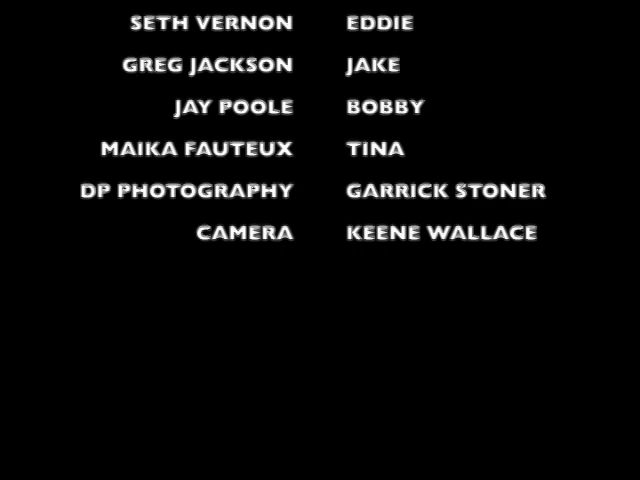 SETH VERNON EDDIE
GREG JACKSON JAKE
JAY POOLE BOBBY
MAIKA FAUTEUX TINA
DP PHOTOGRAPHY GARRICK STONER
CAMERA KEENE WALLACE